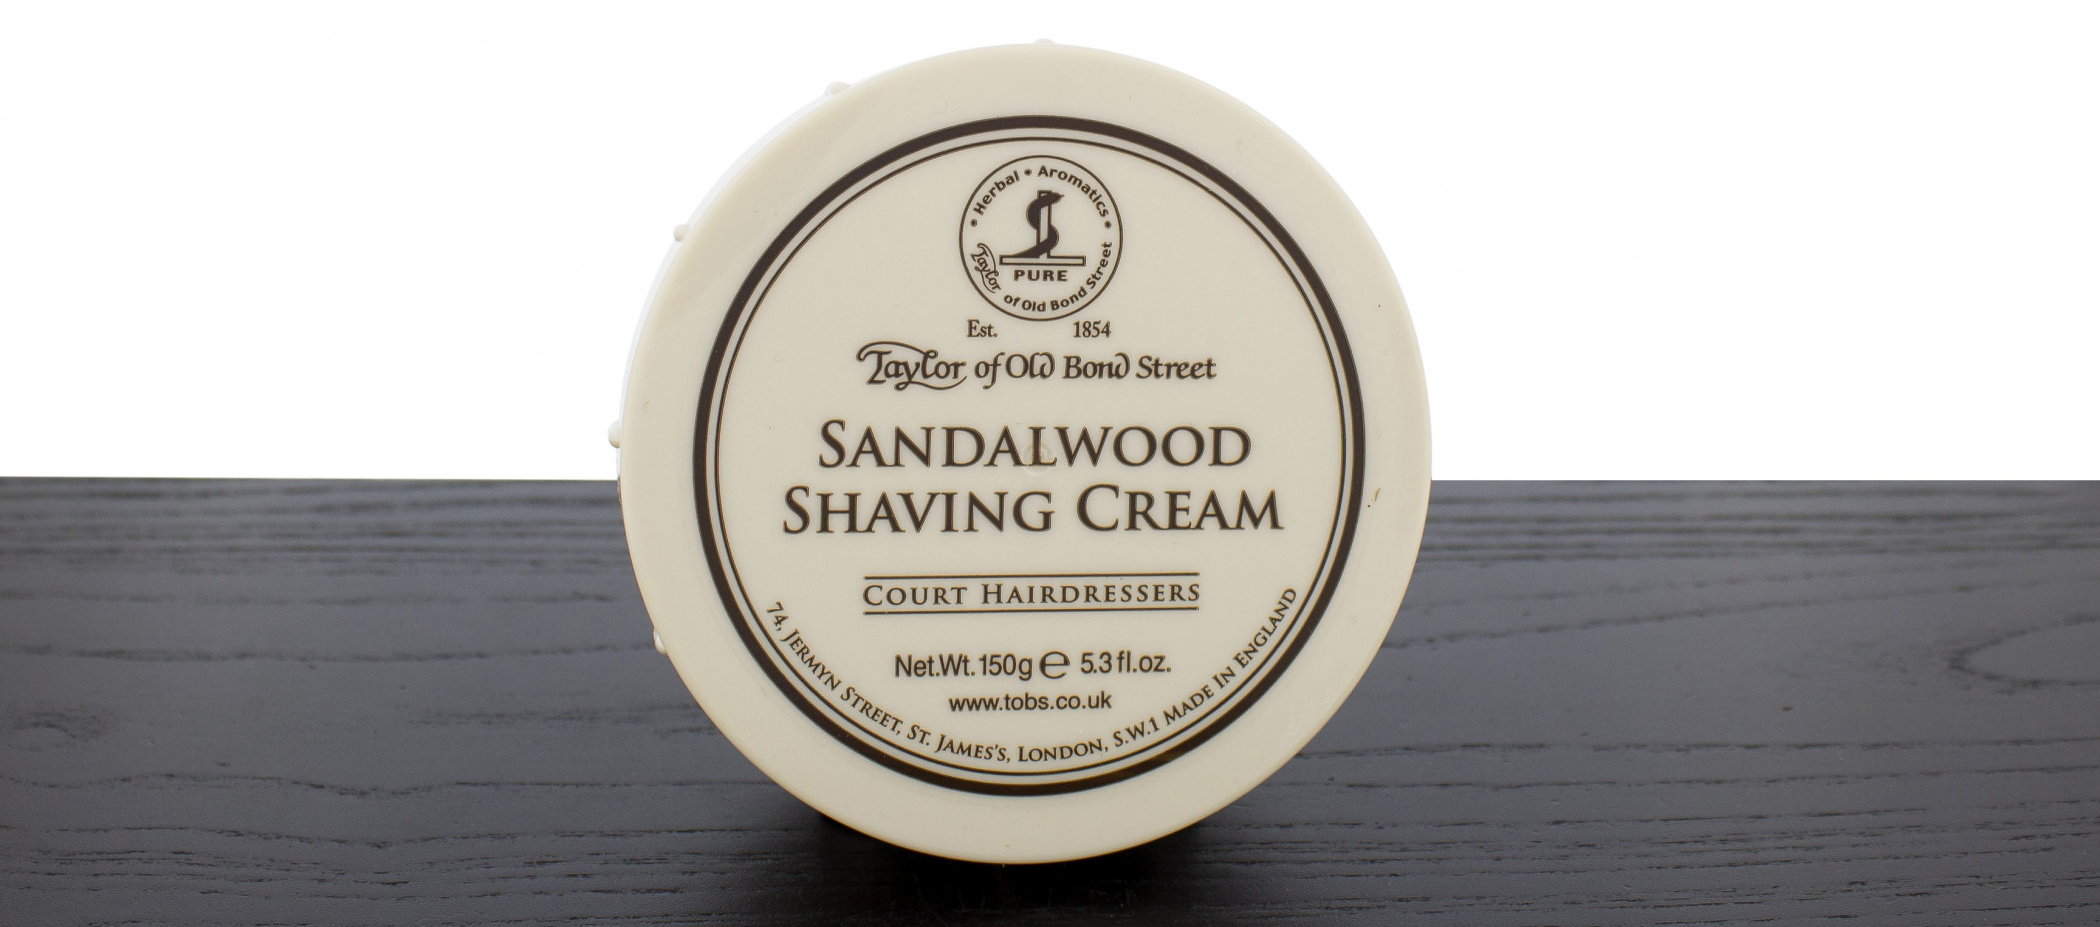 • Herbal • Aromatics •
PURE
Taylor of Old Bond Street
Est. 1854
Taylor of Old Bond Street
SANDALWOOD
SHAVING CREAM
COURT HAIRDRESSERS
Net.Wt.150g ℮ 5.3fl.oz.
www.tobs.co.uk
74, JERMYN STREET, ST. JAMES'S, LONDON, S.W.1 MADE IN ENGLAND